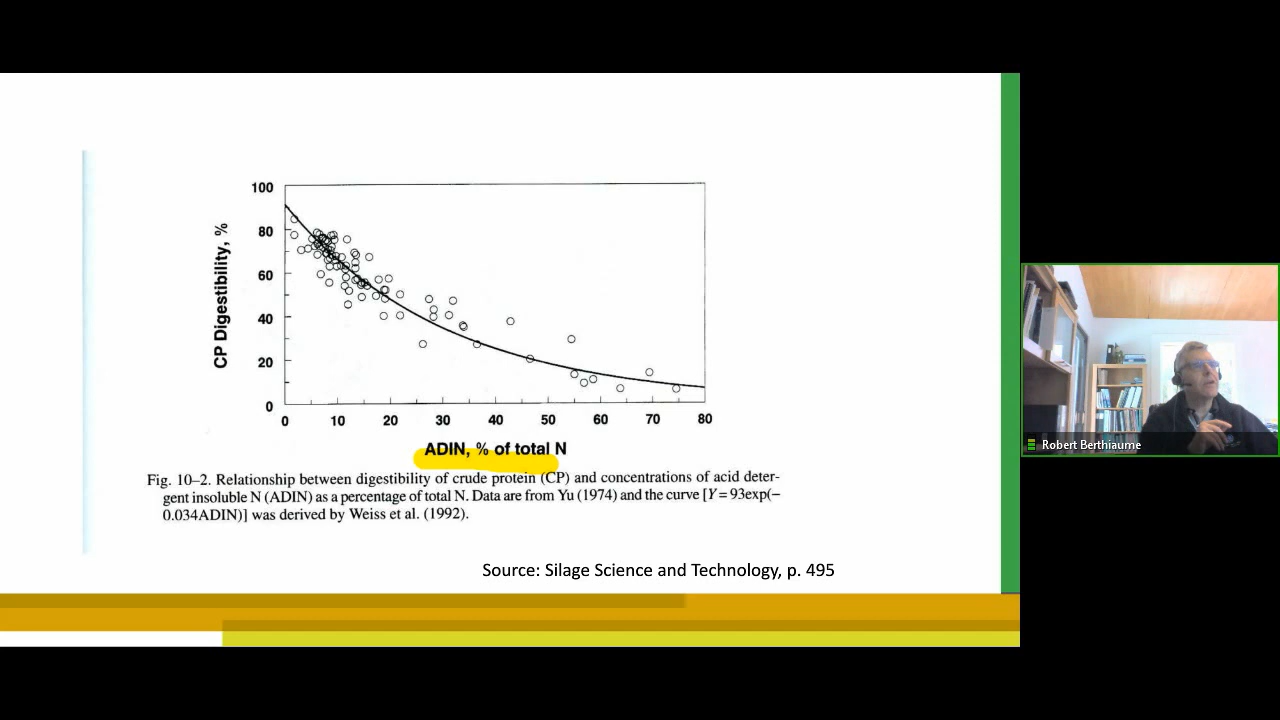 100
80
60
40
20
0
CP Digestibility, %
0 10 20 30 40 50 60 70 80
ADIN, % of total N
Fig. 10–2. Relationship between digestibility of crude protein (CP) and concentrations of acid deter-
gent insoluble N (ADIN) as a percentage of total N. Data are from Yu (1974) and the curve [Y = 93exp(–
0.034ADIN)] was derived by Weiss et al. (1992).
Source: Silage Science and Technology, p. 495
Robert Berthiaume